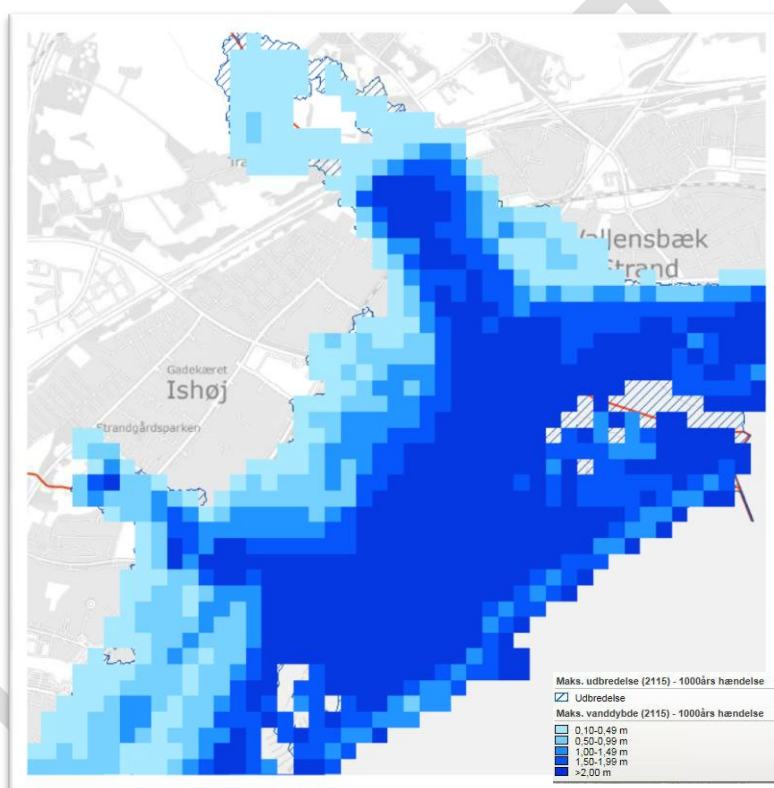 Vallensbæk
Strand
Gadekæret
Ishøj
Strandgårdsparken
Maks. udbredelse (2115) - 1000års hændelse
Udbredelse
Maks. vanddybde (2115) - 1000års hændelse
0,10-0,49 m
0,50-0,99 m
1,00-1,49 m
1,50-1,99 m
>2,00 m